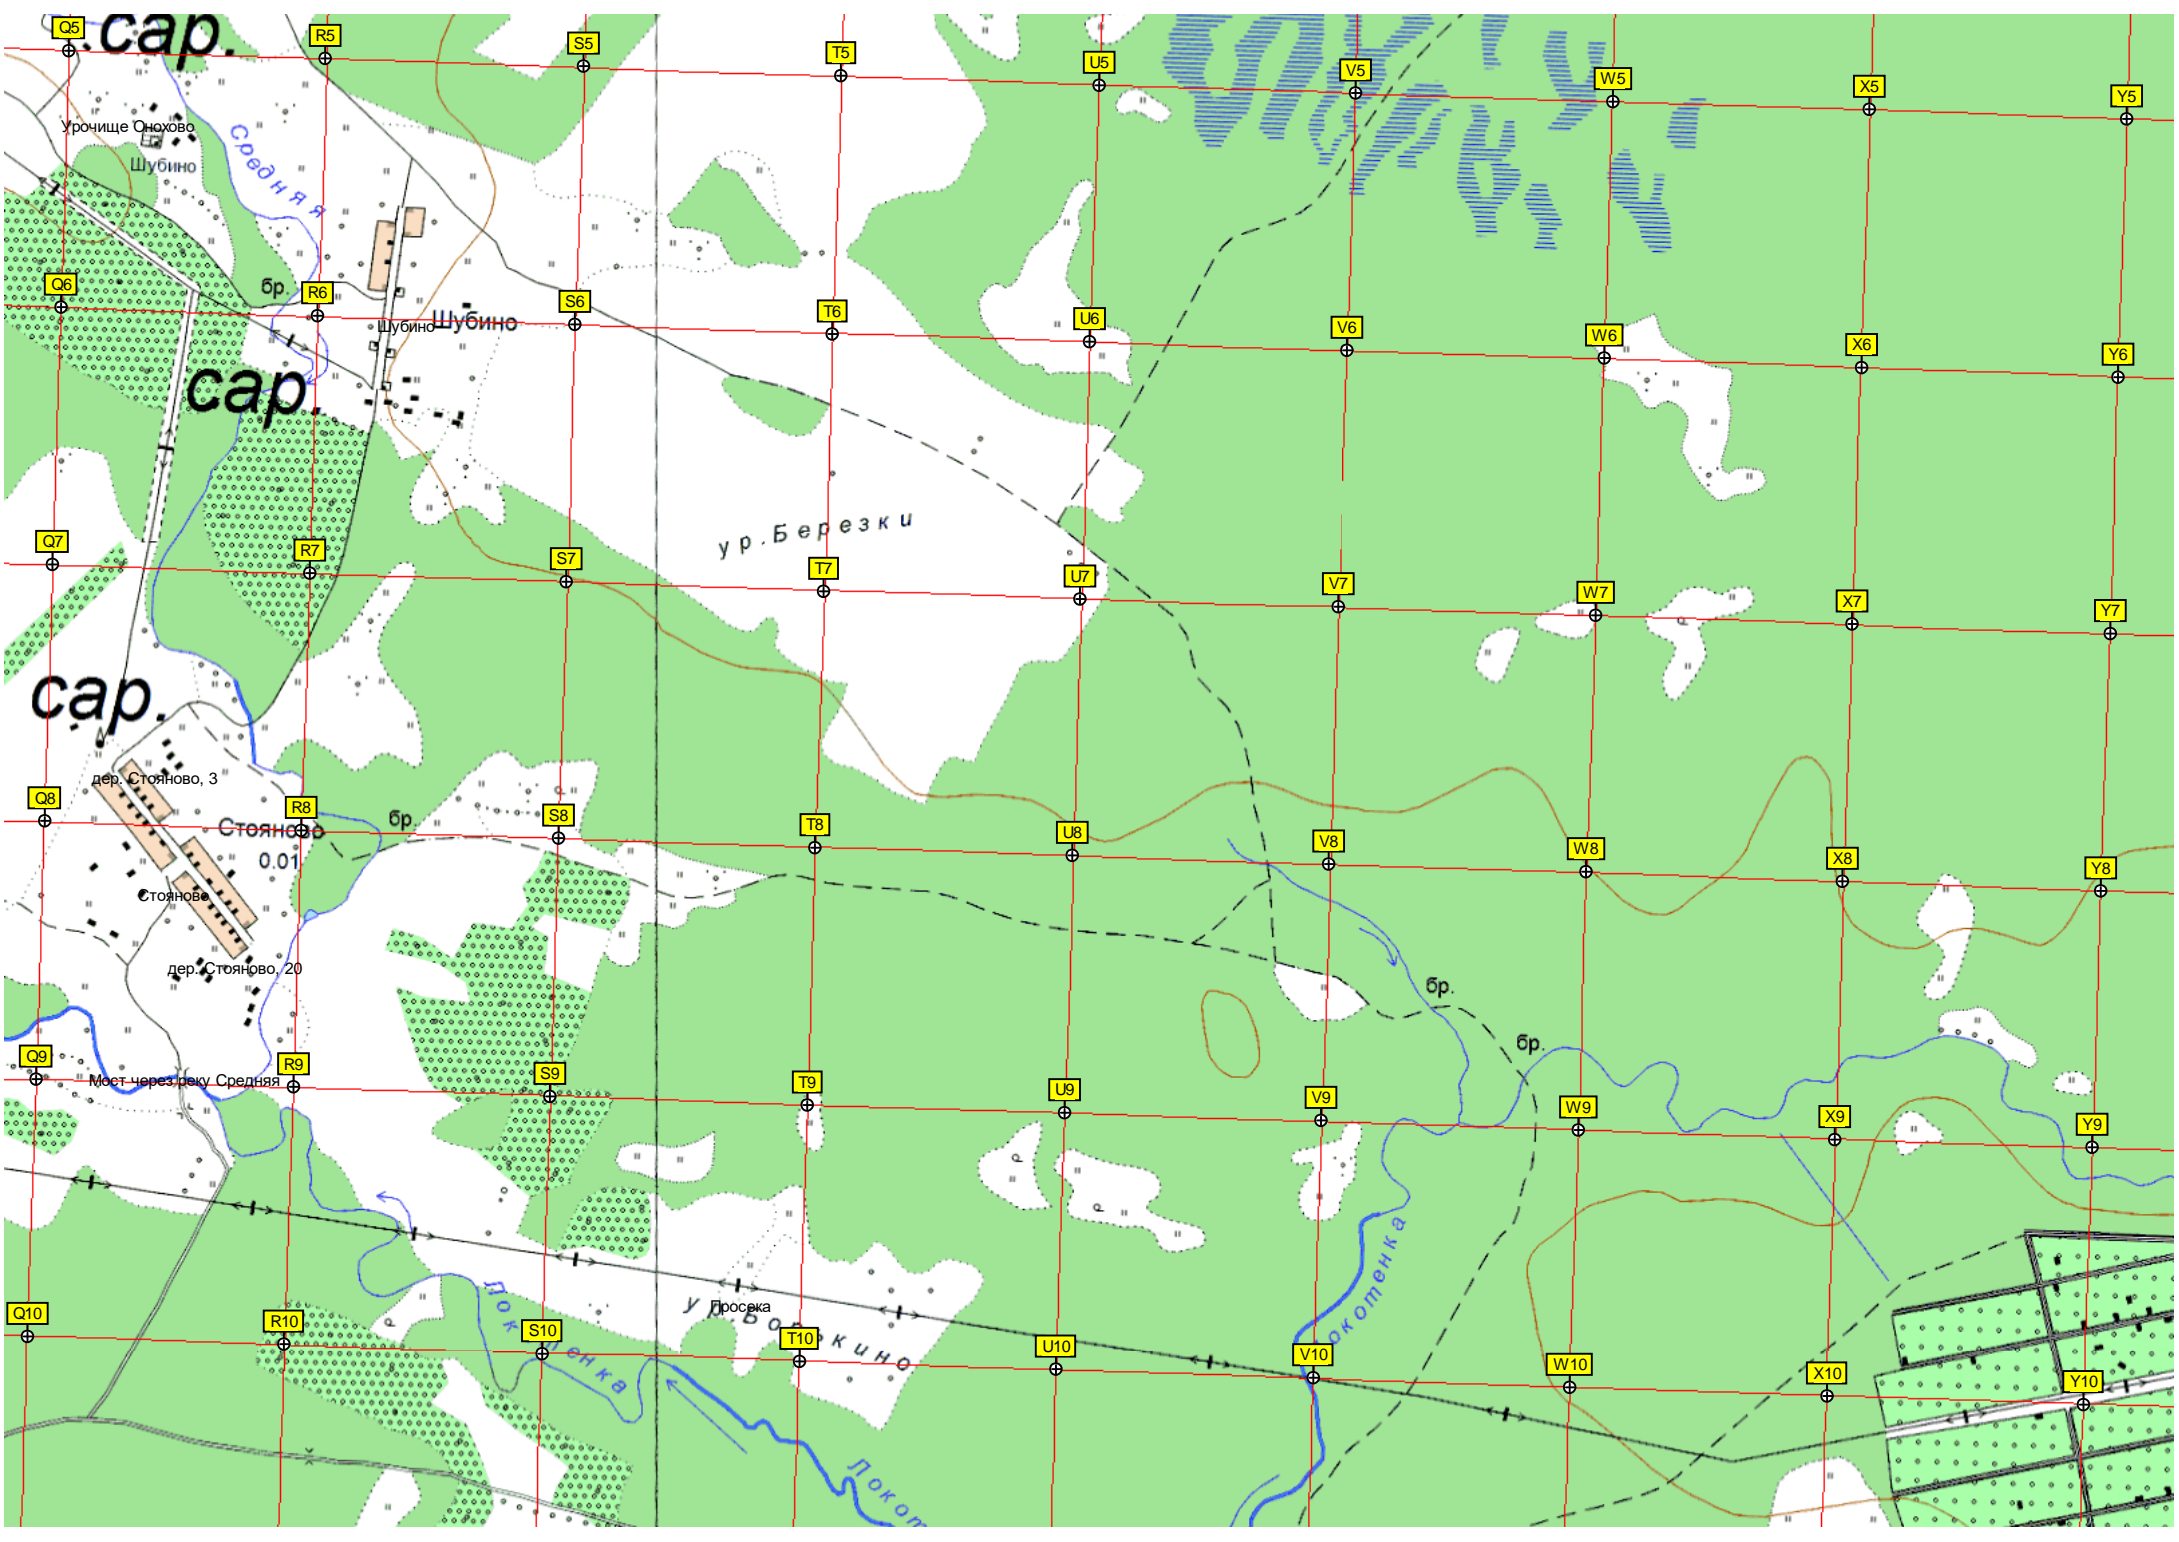 .сар.
Q5
R5
S5
T5
U5
V5
W5
X5
Y5
Урочище Онохово
Шубино
Средняя
бр.
Q6
R6
S6
T6
U6
V6
W6
X6
Y6
Шубино
Шубино
сар.
ур.Березки
Q7
R7
S7
T7
U7
V7
W7
X7
Y7
сар.
дер. Стояново, 3
Q8
R8
S8
T8
U8
V8
W8
X8
Y8
Стояново
бр.
0.01
Стояново
дер. Стояново, 20
бр.
бр.
Q9
R9
S9
T9
U9
V9
W9
X9
Y9
Мост через реку Средняя
Просека
Q10
R10
S10
T10
U10
V10
W10
X10
Y10
Локот